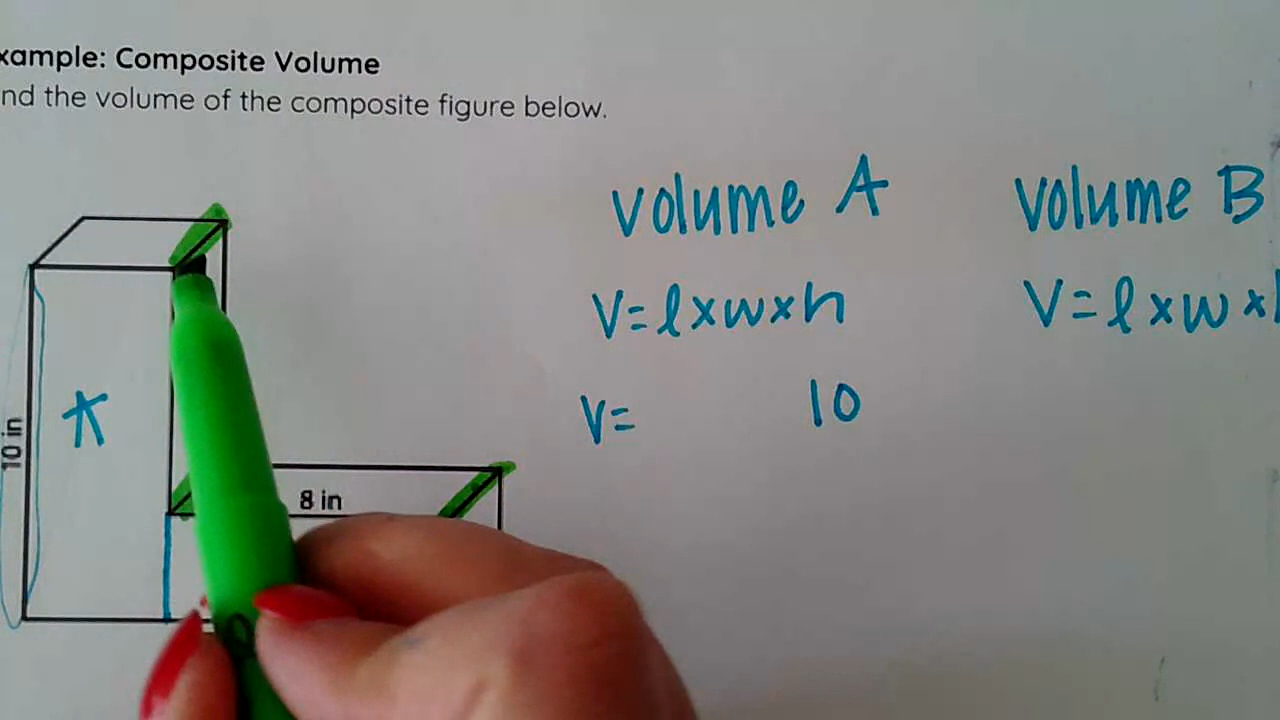 xample: Composite Volume
nd the volume of the composite figure below.
Volume A
Volume B
V=l×w×h
V=l×w×
V= 10
10 in
A
8 in